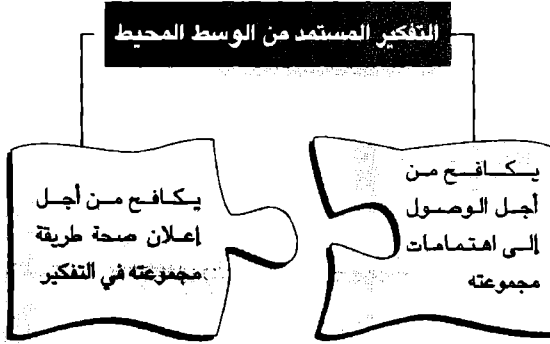 التفكير المستمد من الوسط المحيط
يكافح من
أجل الوصول
إلى اهتمامات
مجموعته
يكافح من أجل
إعلان صحة طريقة
مجموعته في التفكير